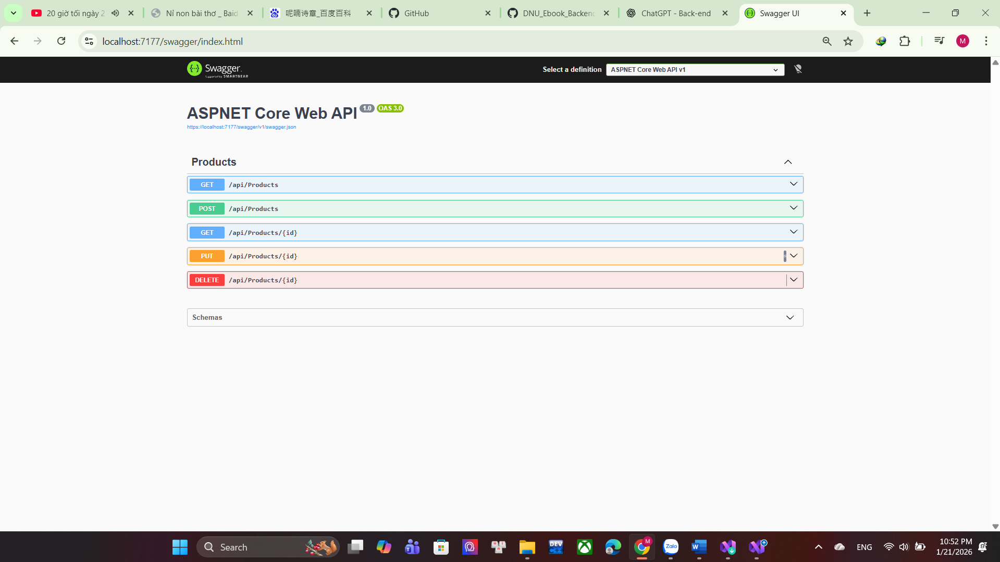 20 giờ tối ngày 2
Nỉ non bài thơ _ Baid
呢喃诗章_百度百科
GitHub
DNU_Ebook_Backend
ChatGPT - Back-end
Swagger UI
localhost:7177/swagger/index.html
M
Swagger.
Supported by SMARTBEAR
Select a definition
ASPNET Core Web API v1
ASPNET Core Web API
1.0
OAS 3.0
https://localhost:7177/swagger/v1/swagger.json
Products
GET /api/Products
POST /api/Products
GET /api/Products/{id}
PUT /api/Products/{id}
DELETE /api/Products/{id}
Schemas
Search
DEV
C++
M
Zalo
ENG
10:52 PM
1/21/2026